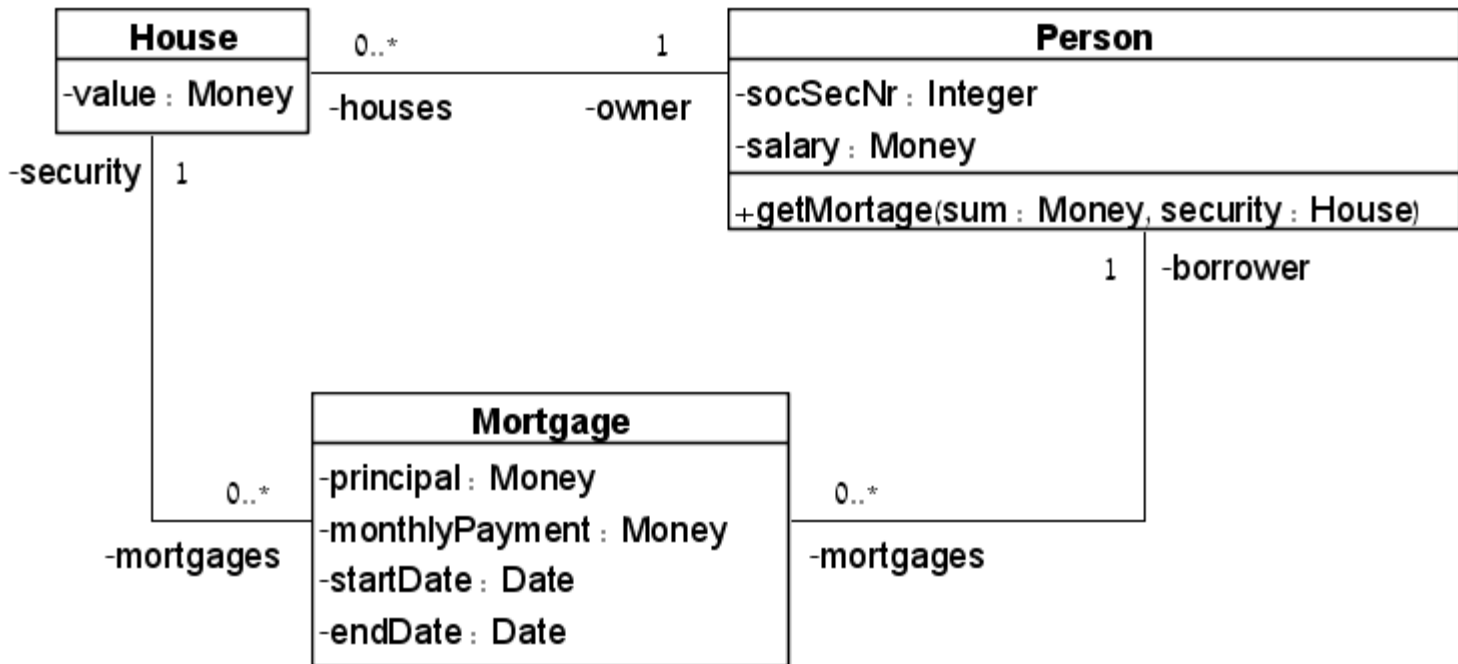 House
-value : Money
0..*
1
-houses
-owner
Person
-socSecNr : Integer
-salary : Money
+getMortage(sum : Money, security : House)
-security
1
1
-borrower
Mortgage
-principal : Money
-monthlyPayment : Money
-startDate : Date
-endDate : Date
0..*
-mortgages
0..*
-mortgages